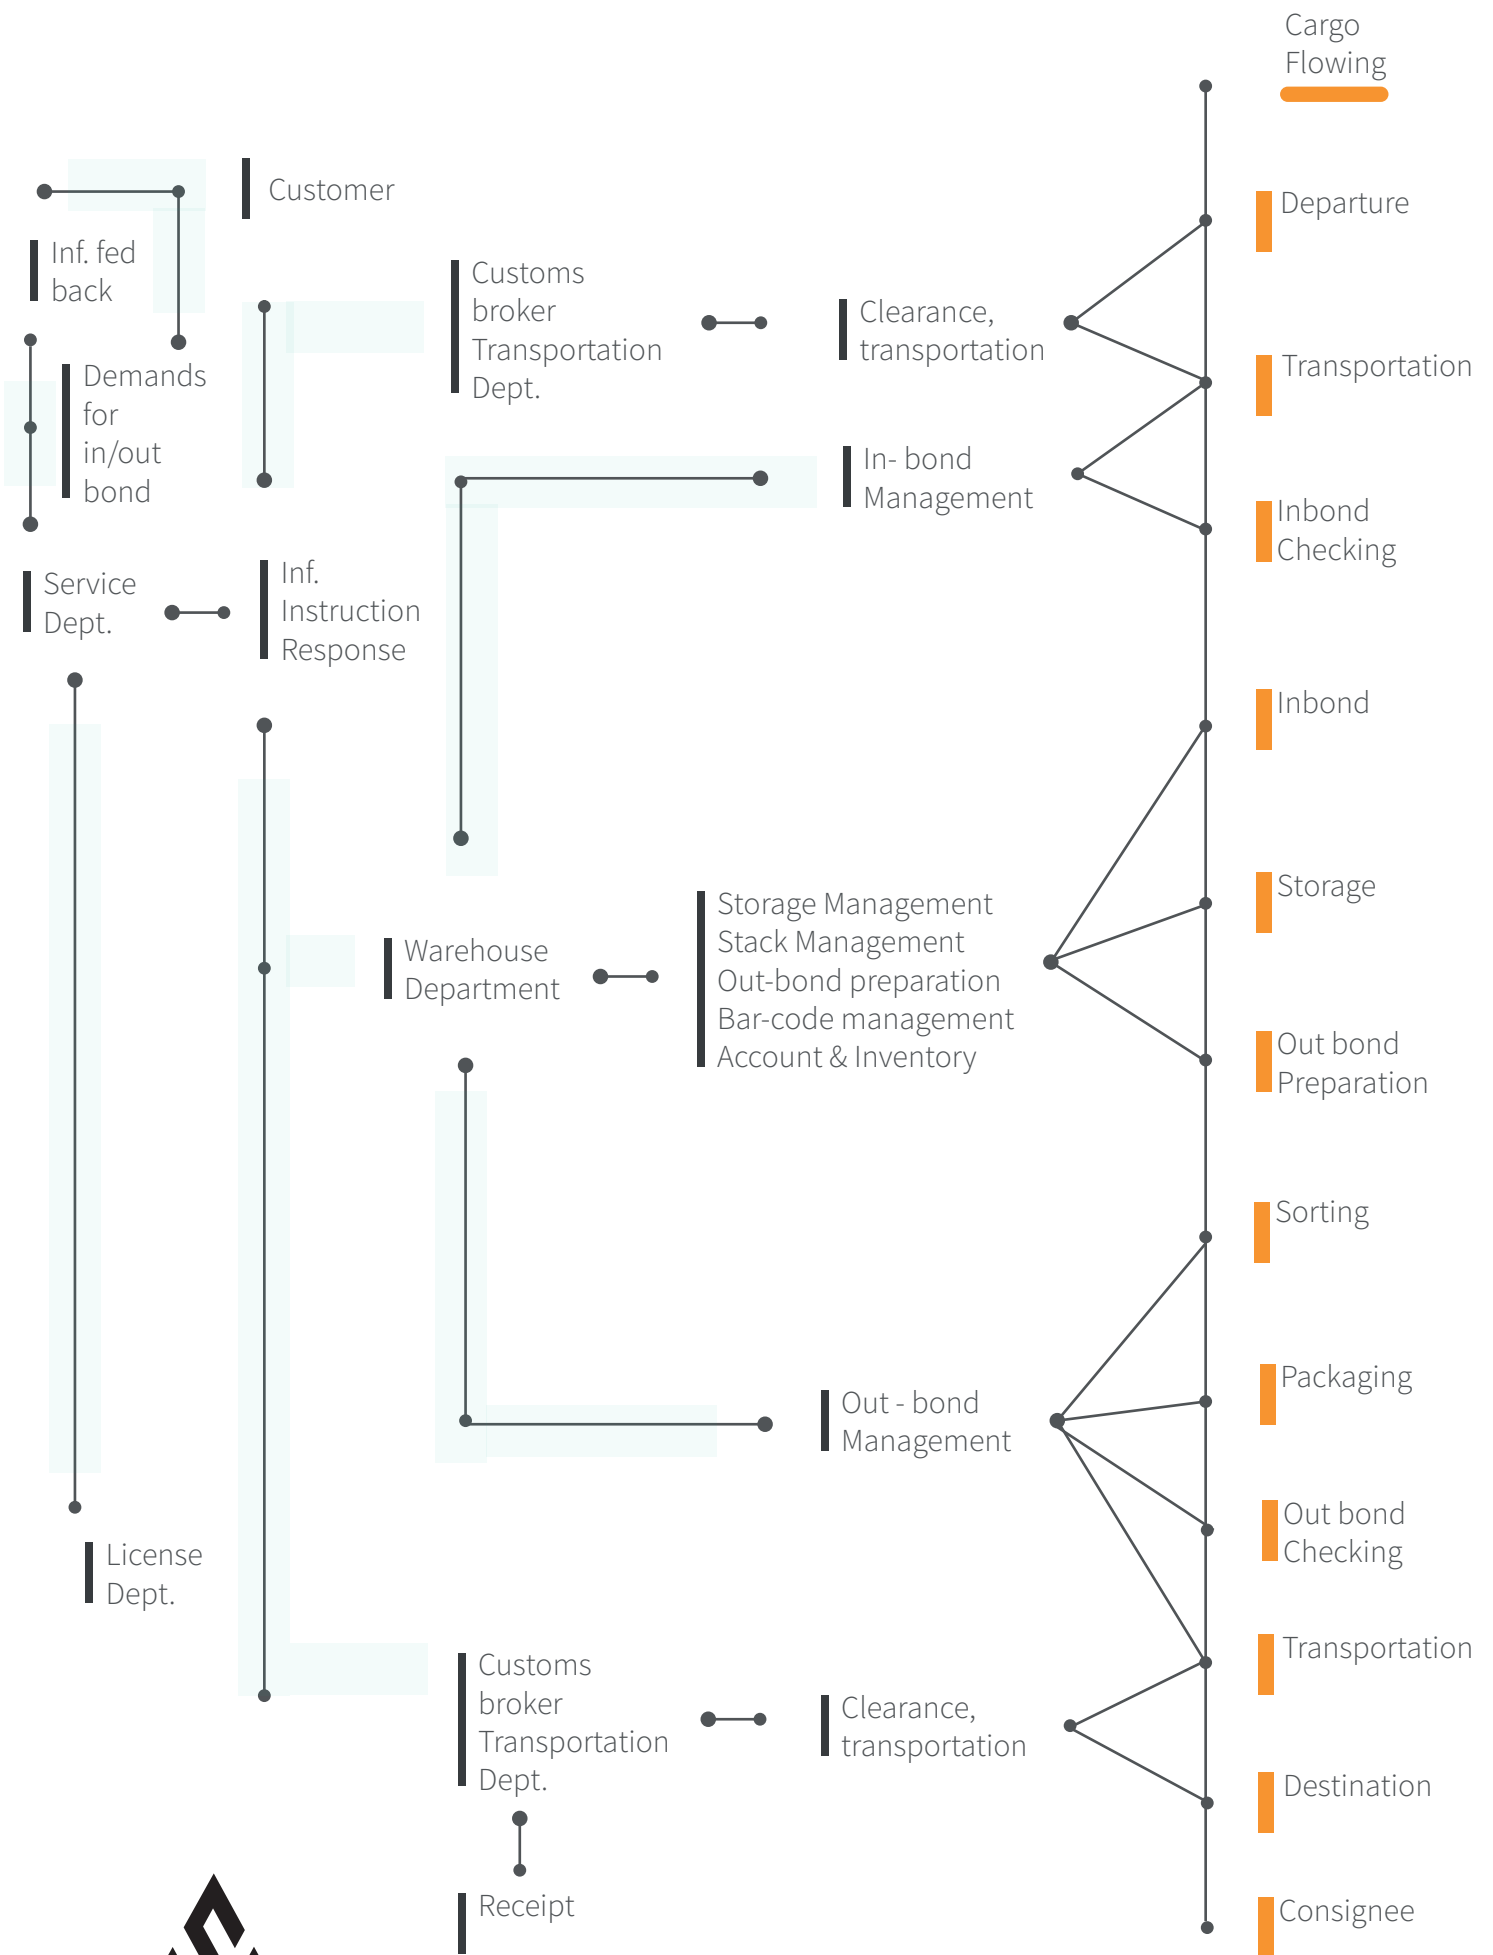 Cargo
Flowing
Customer
Departure
Inf. fed
back
Customs
broker
Transportation
Dept.
Clearance,
transportation
Transportation
Demands
for
in/out
bond
In- bond
Management
Inbond
Checking
Service
Dept.
Inf.
Instruction
Response
Inbond
Storage
Warehouse
Department
Storage Management
Stack Management
Out-bond preparation
Bar-code management
Account & Inventory
Out bond
Preparation
Sorting
Packaging
Out - bond
Management
Out bond
Checking
License
Dept.
Transportation
Customs
broker
Transportation
Dept.
Clearance,
transportation
Destination
Receipt
Consignee